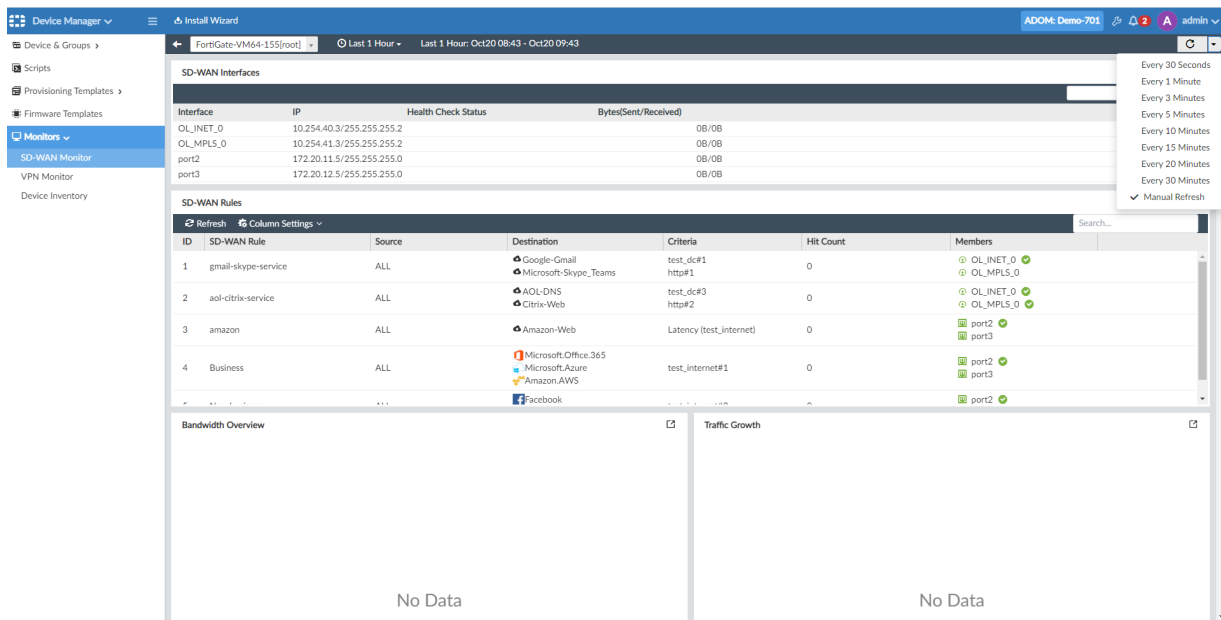 Device Manager
Install Wizard
ADOM: Demo-701
2
A
admin
Device & Groups
FortiGate-VM64-155[root]
Last 1 Hour
Last 1 Hour: Oct20 08:43 - Oct20 09:43
Scripts
Provisioning Templates
Firmware Templates
Monitors
SD-WAN Monitor
VPN Monitor
Device Inventory
Every 30 Seconds
Every 1 Minute
Every 3 Minutes
Every 5 Minutes
Every 10 Minutes
Every 15 Minutes
Every 20 Minutes
Every 30 Minutes
Manual Refresh
SD-WAN Interfaces
Interface IP Health Check Status Bytes(Sent/Received)
OL_INET_0 10.254.40.3/255.255.255.2 0B/0B
OL_MPLS_0 10.254.41.3/255.255.255.2 0B/0B
port2 172.20.11.5/255.255.255.0 0B/0B
port3 172.20.12.5/255.255.255.0 0B/0B
SD-WAN Rules
Refresh Column Settings Search...
ID SD-WAN Rule Source Destination Criteria Hit Count Members
1 gmail-skype-service ALL Google-Gmail test_dc#1 0 OL_INET_0
Microsoft-Skype_Teams http#1 OL_MPLS_0
2 aol-citrix-service ALL AOL-DNS test_dc#3 0 OL_INET_0
Citrix-Web http#2 OL_MPLS_0
3 amazon ALL Amazon-Web Latency (test_internet) 0 port2
port3
4 Business ALL Microsoft.Office.365 test_internet#1 0 port2
Microsoft.Azure port3
Amazon.AWS
Facebook port2
Bandwidth Overview
No Data
Traffic Growth
No Data